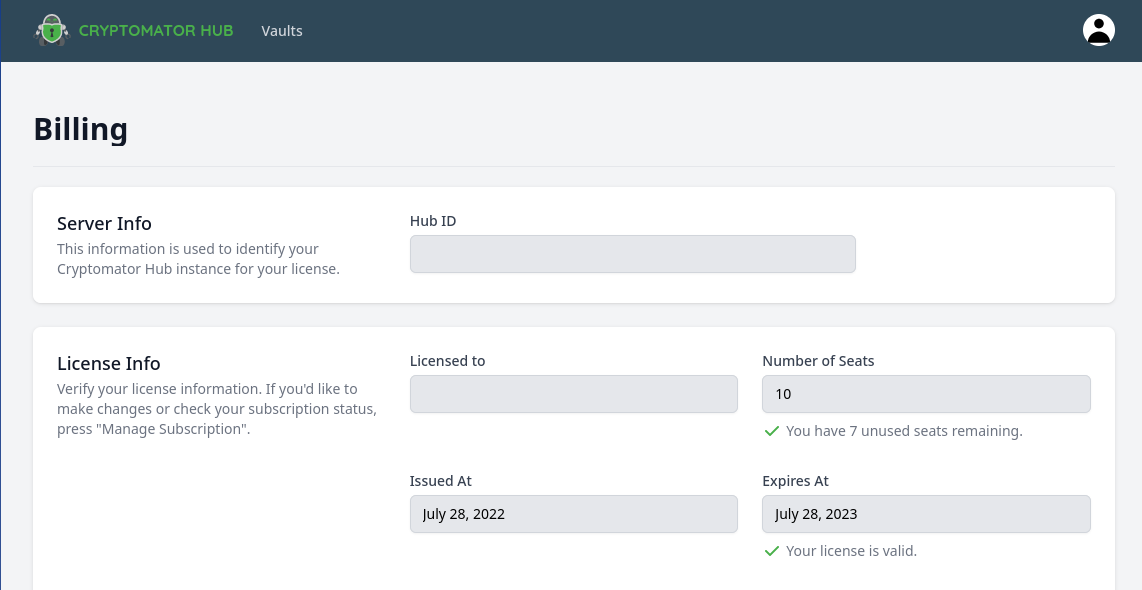 CRYPTOMATOR HUB Vaults
Billing
Server Info
This information is used to identify your
Cryptomator Hub instance for your license.
Hub ID
License Info
Verify your license information. If you'd like to
make changes or check your subscription status,
press "Manage Subscription".
Licensed to
Number of Seats
10
You have 7 unused seats remaining.
Issued At
July 28, 2022
Expires At
July 28, 2023
Your license is valid.